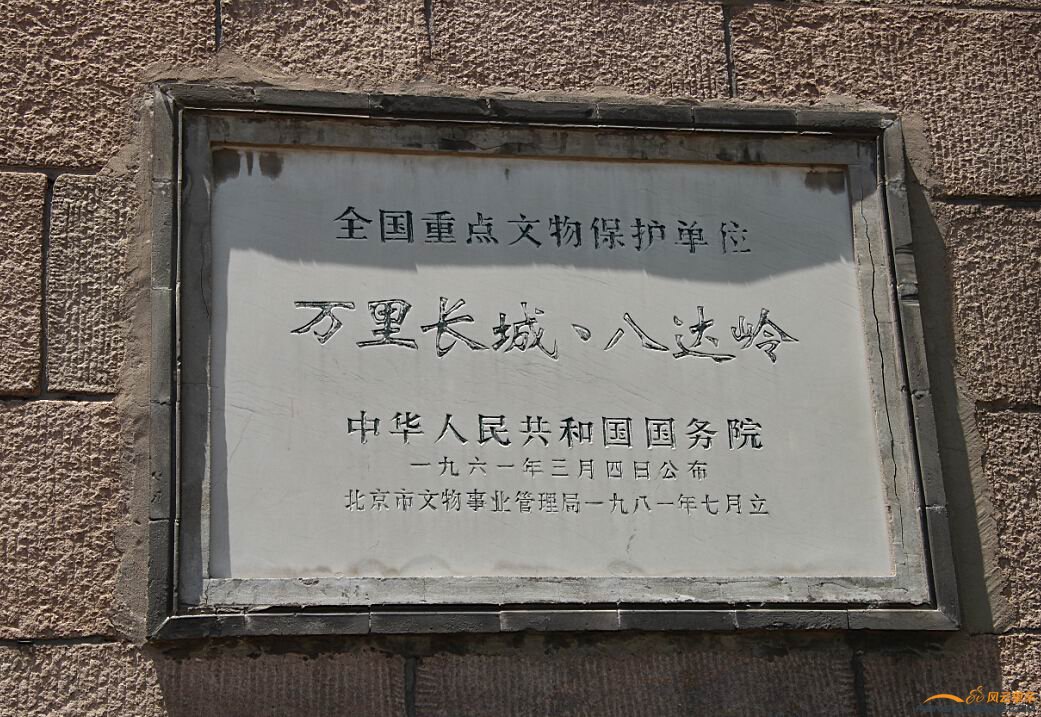 全国重点文物保护单位
万里长城、八达岭
中华人民共和国国务院
一九六一年三月四日公布
北京市文物事业管理局一九八一年七月立